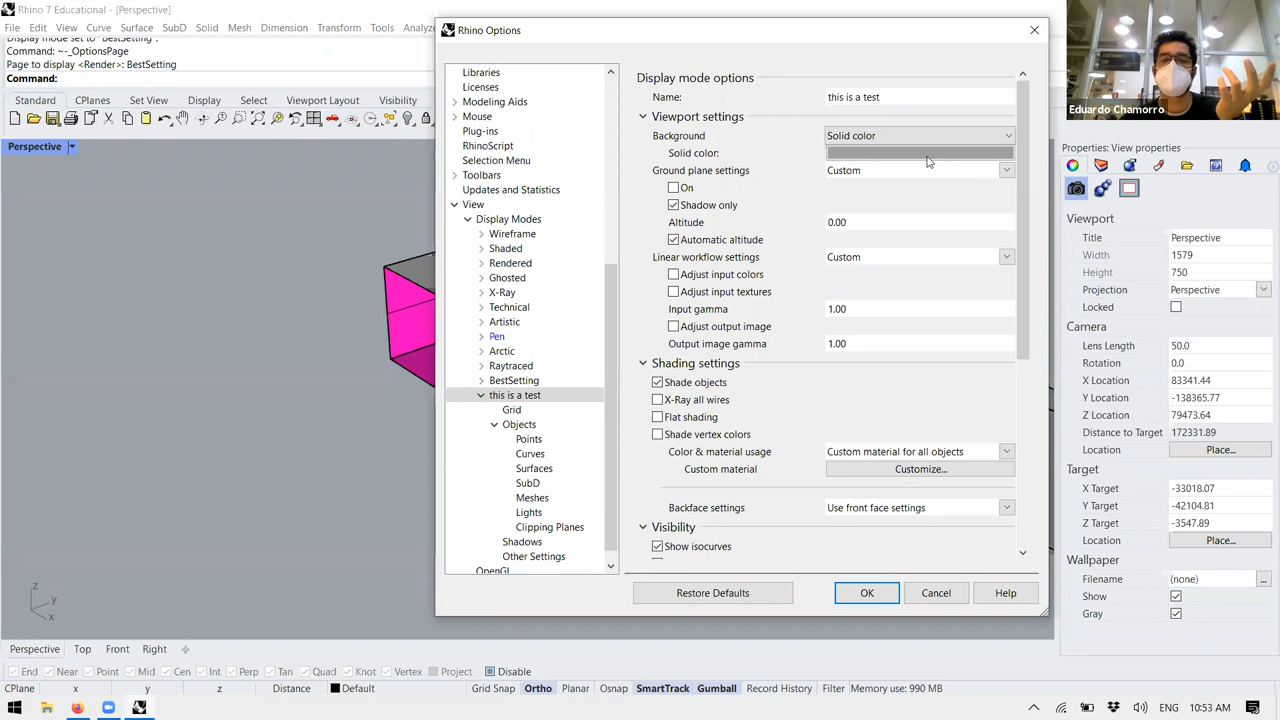 Rhino 7 Educational - [Perspective]
File Edit View Curve Surface SubD Solid Mesh Dimension Transform Tools Analyz
Display mode set to "BestSetting".
Command: ~-_OptionsPage
Page to display <Render>: BestSetting
Command:
Standard CPlanes Set View Display Select Viewport Layout Visibility
Perspective
Rhino Options
Libraries
Licenses
Modeling Aids
Mouse
Plug-ins
RhinoScript
Selection Menu
Toolbars
Updates and Statistics
View
Display Modes
Wireframe
Shaded
Rendered
Ghosted
X-Ray
Technical
Artistic
Pen
Arctic
Raytraced
BestSetting
this is a test
Grid
Objects
Points
Curves
Surfaces
SubD
Meshes
Lights
Clipping Planes
Shadows
Other Settings
OpenGL
Display mode options
Name: this is a test
Viewport settings
Background Solid color
Solid color:
Ground plane settings Custom
On
Shadow only
Altitude 0.00
Automatic altitude
Linear workflow settings Custom
Adjust input colors
Adjust input textures
Input gamma 1.00
Adjust output image
Output image gamma 1.00
Shading settings
Shade objects
X-Ray all wires
Flat shading
Shade vertex colors
Color & material usage Custom material for all objects
Custom material Customize...
Backface settings Use front face settings
Visibility
Show isocurves
Restore Defaults OK Cancel Help
Eduardo Chamorro
Properties: View properties
Viewport
Title Perspective
Width 1579
Height 750
Projection Perspective
Locked
Camera
Lens Length 50.0
Rotation 0.0
X Location 83341.44
Y Location -138365.77
Z Location 79473.64
Distance to Target 172331.89
Location Place...
Target
X Target -33018.07
Y Target -42104.81
Z Target -3547.89
Location Place...
Wallpaper
Filename (none) ...
Show
Gray
z
y
x
Perspective Top Front Right
End Near Point Mid Cen Int Perp Tan Quad Knot Vertex Project Disable
CPlane x y z Distance Default Grid Snap Ortho Planar Osnap SmartTrack Gumball Record History Filter Memory use: 990 MB
ENG 10:53 AM